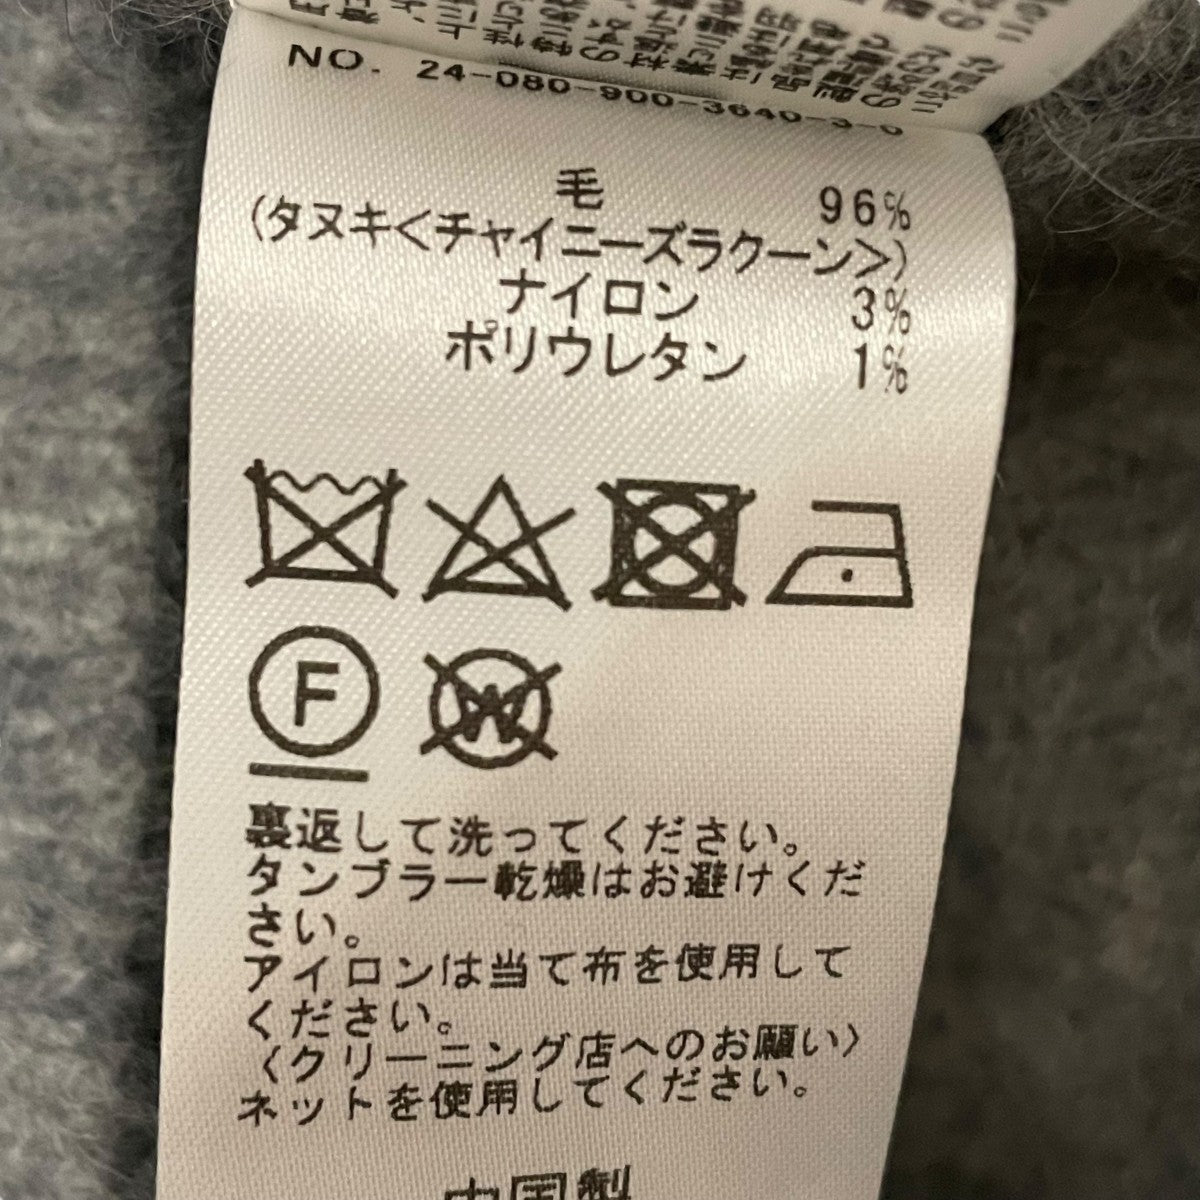 NO. 24-080-900-3640-3-0
毛 96%
(タヌキ<チャイニーズラクーン>)
ナイロン 3%
ポリウレタン 1%
F
W
裏返して洗ってください。
タンブラー乾燥はお避けくだ
さい。
アイロンは当て布を使用して
ください。
〈クリーニング店へのお願い〉
ネットを使用してください。
中国製